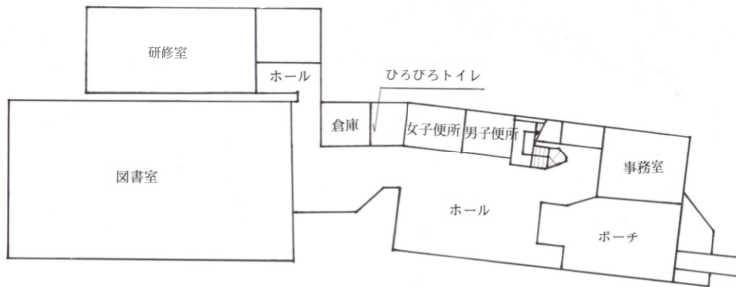 研修室
ホール
ひろびろトイレ
倉庫
女子便所
男子便所
事務室
図書室
ホール
ポーチ